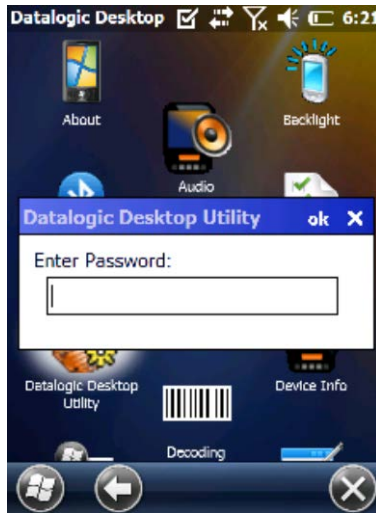 Datalogic Desktop 6:21
About
Backlight
Audio
Datalogic Desktop Utility ok
Enter Password:
Datalogic Desktop
Utility
Device Info
Decoding